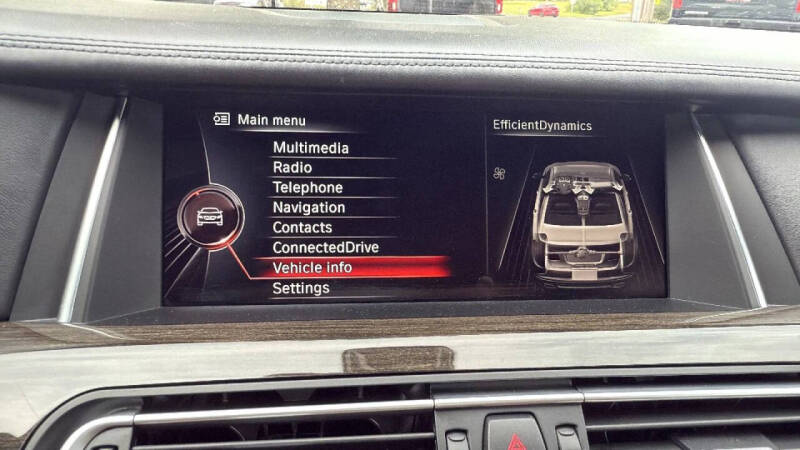 Main menu
Multimedia
Radio
Telephone
Navigation
Contacts
ConnectedDrive
Vehicle info
Settings
EfficientDynamics